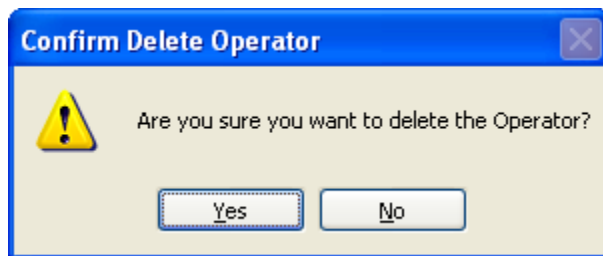 Confirm Delete Operator
Are you sure you want to delete the Operator?
Yes No